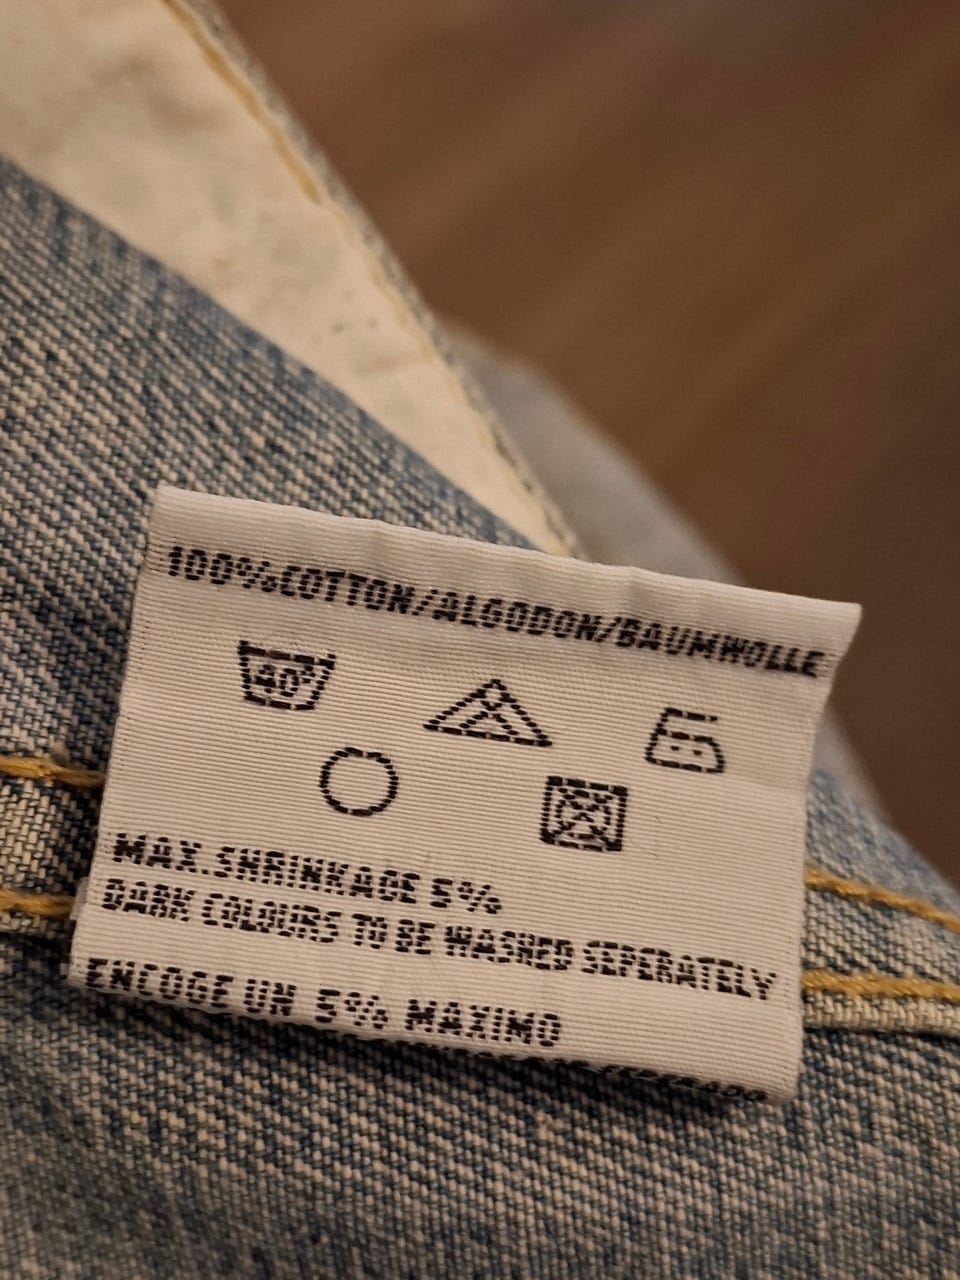 100%COTTON/ALGODON/BAUMWOLLE
40°
MAX.SHRINKAGE 5%
DARK COLOURS TO BE WASHED SEPERATELY
ENCOGE UN 5% MAXIMO